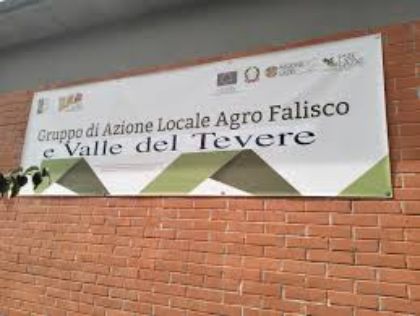 Gruppo di Azione Locale Agro Falisco
e Valle del Tevere